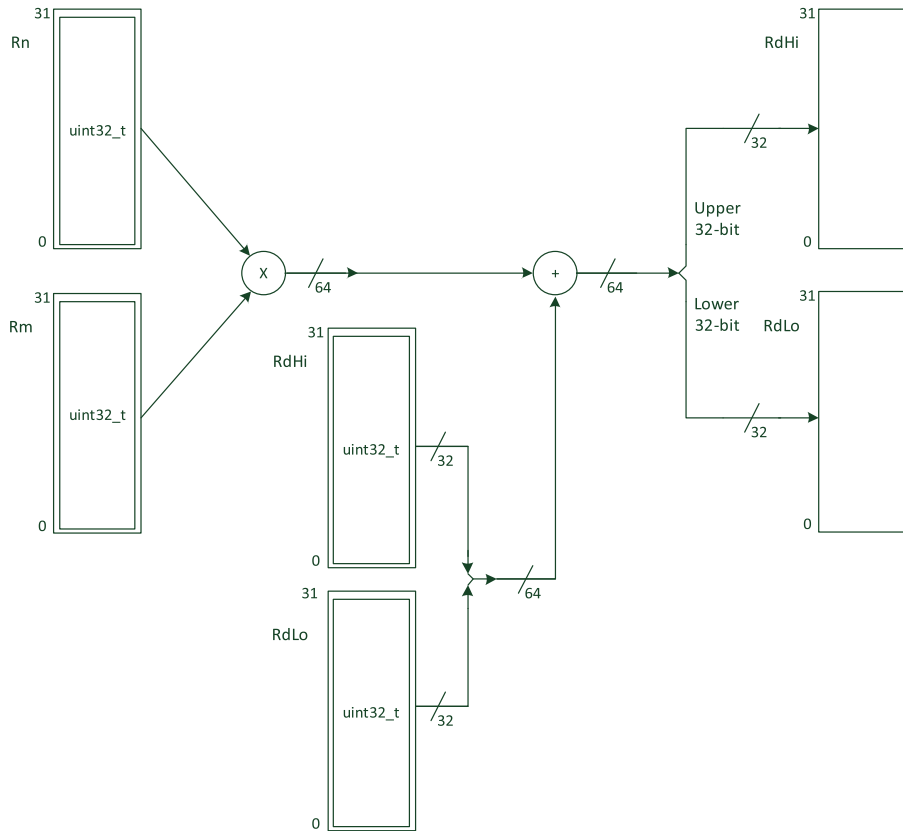 31
Rn
uint32_t
0
31
Rm
uint32_t
0
X
64
31
RdHi
uint32_t
32
0
31
RdLo
uint32_t
32
0
64
+
64
Upper
32-bit
Lower
32-bit
32
32
31
RdHi
0
31
RdLo
0